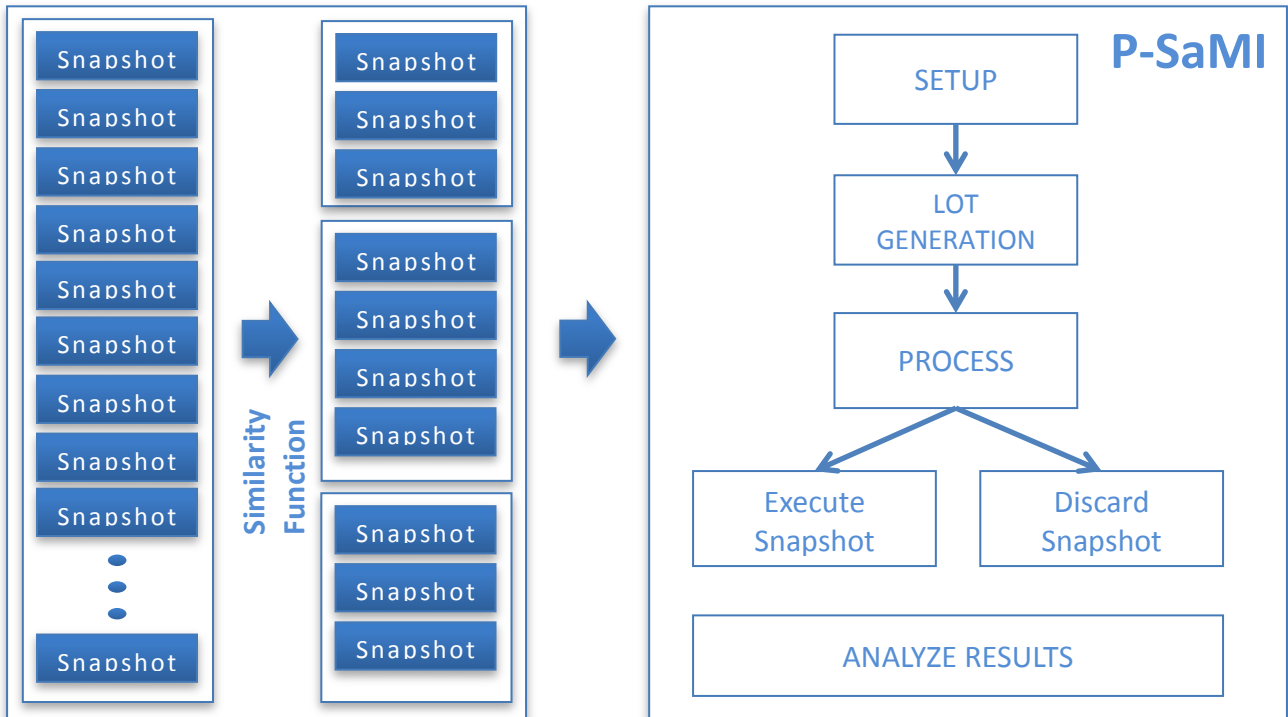 Snapshot
Snapshot
Snapshot
Snapshot
Snapshot
Snapshot
Snapshot
Snapshot
Snapshot
Snapshot
Similarity
Function
Snapshot
Snapshot
Snapshot
Snapshot
Snapshot
Snapshot
Snapshot
Snapshot
Snapshot
Snapshot
P-SaMI
SETUP
LOT
GENERATION
PROCESS
Execute
Snapshot
Discard
Snapshot
ANALYZE RESULTS